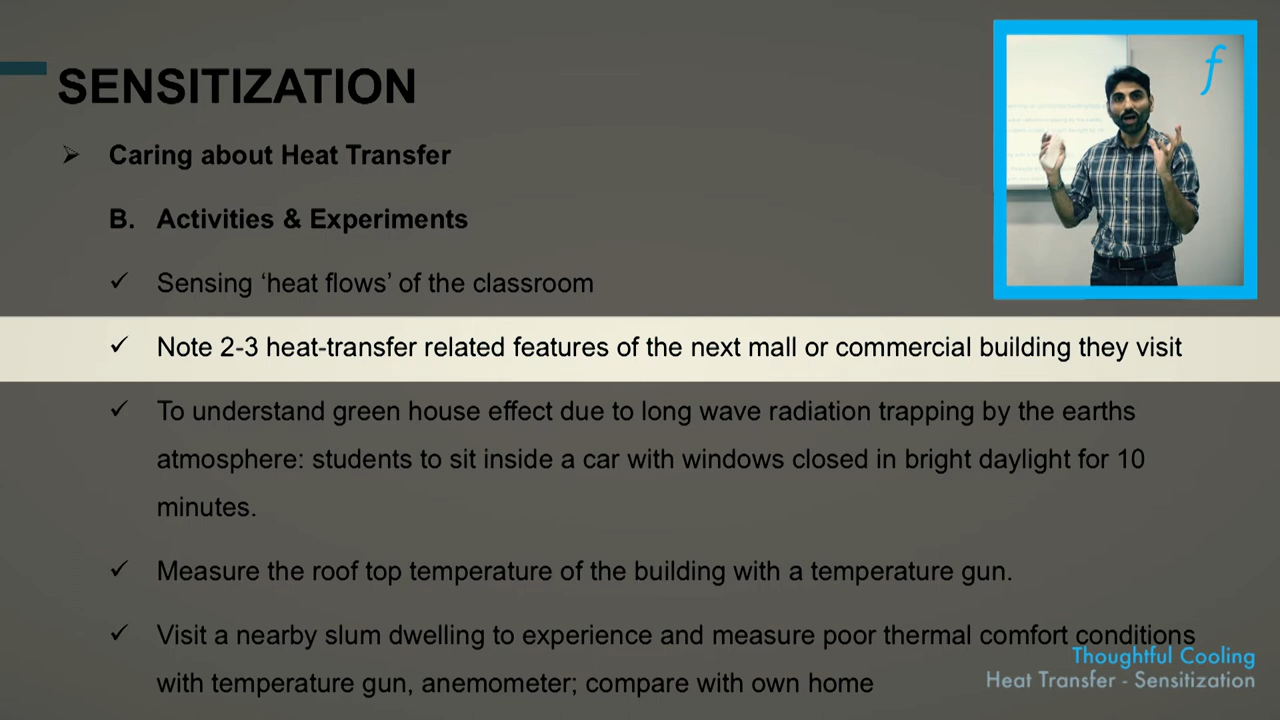 SENSITIZATION
Caring about Heat Transfer
B. Activities & Experiments
Sensing ‘heat flows’ of the classroom
Note 2-3 heat-transfer related features of the next mall or commercial building they visit
To understand green house effect due to long wave radiation trapping by the earths
atmosphere: students to sit inside a car with windows closed in bright daylight for 10
minutes.
Measure the roof top temperature of the building with a temperature gun.
Visit a nearby slum dwelling to experience and measure poor thermal comfort conditions
with temperature gun, anemometer; compare with own home
f
Thoughtful Cooling
Heat Transfer - Sensitization